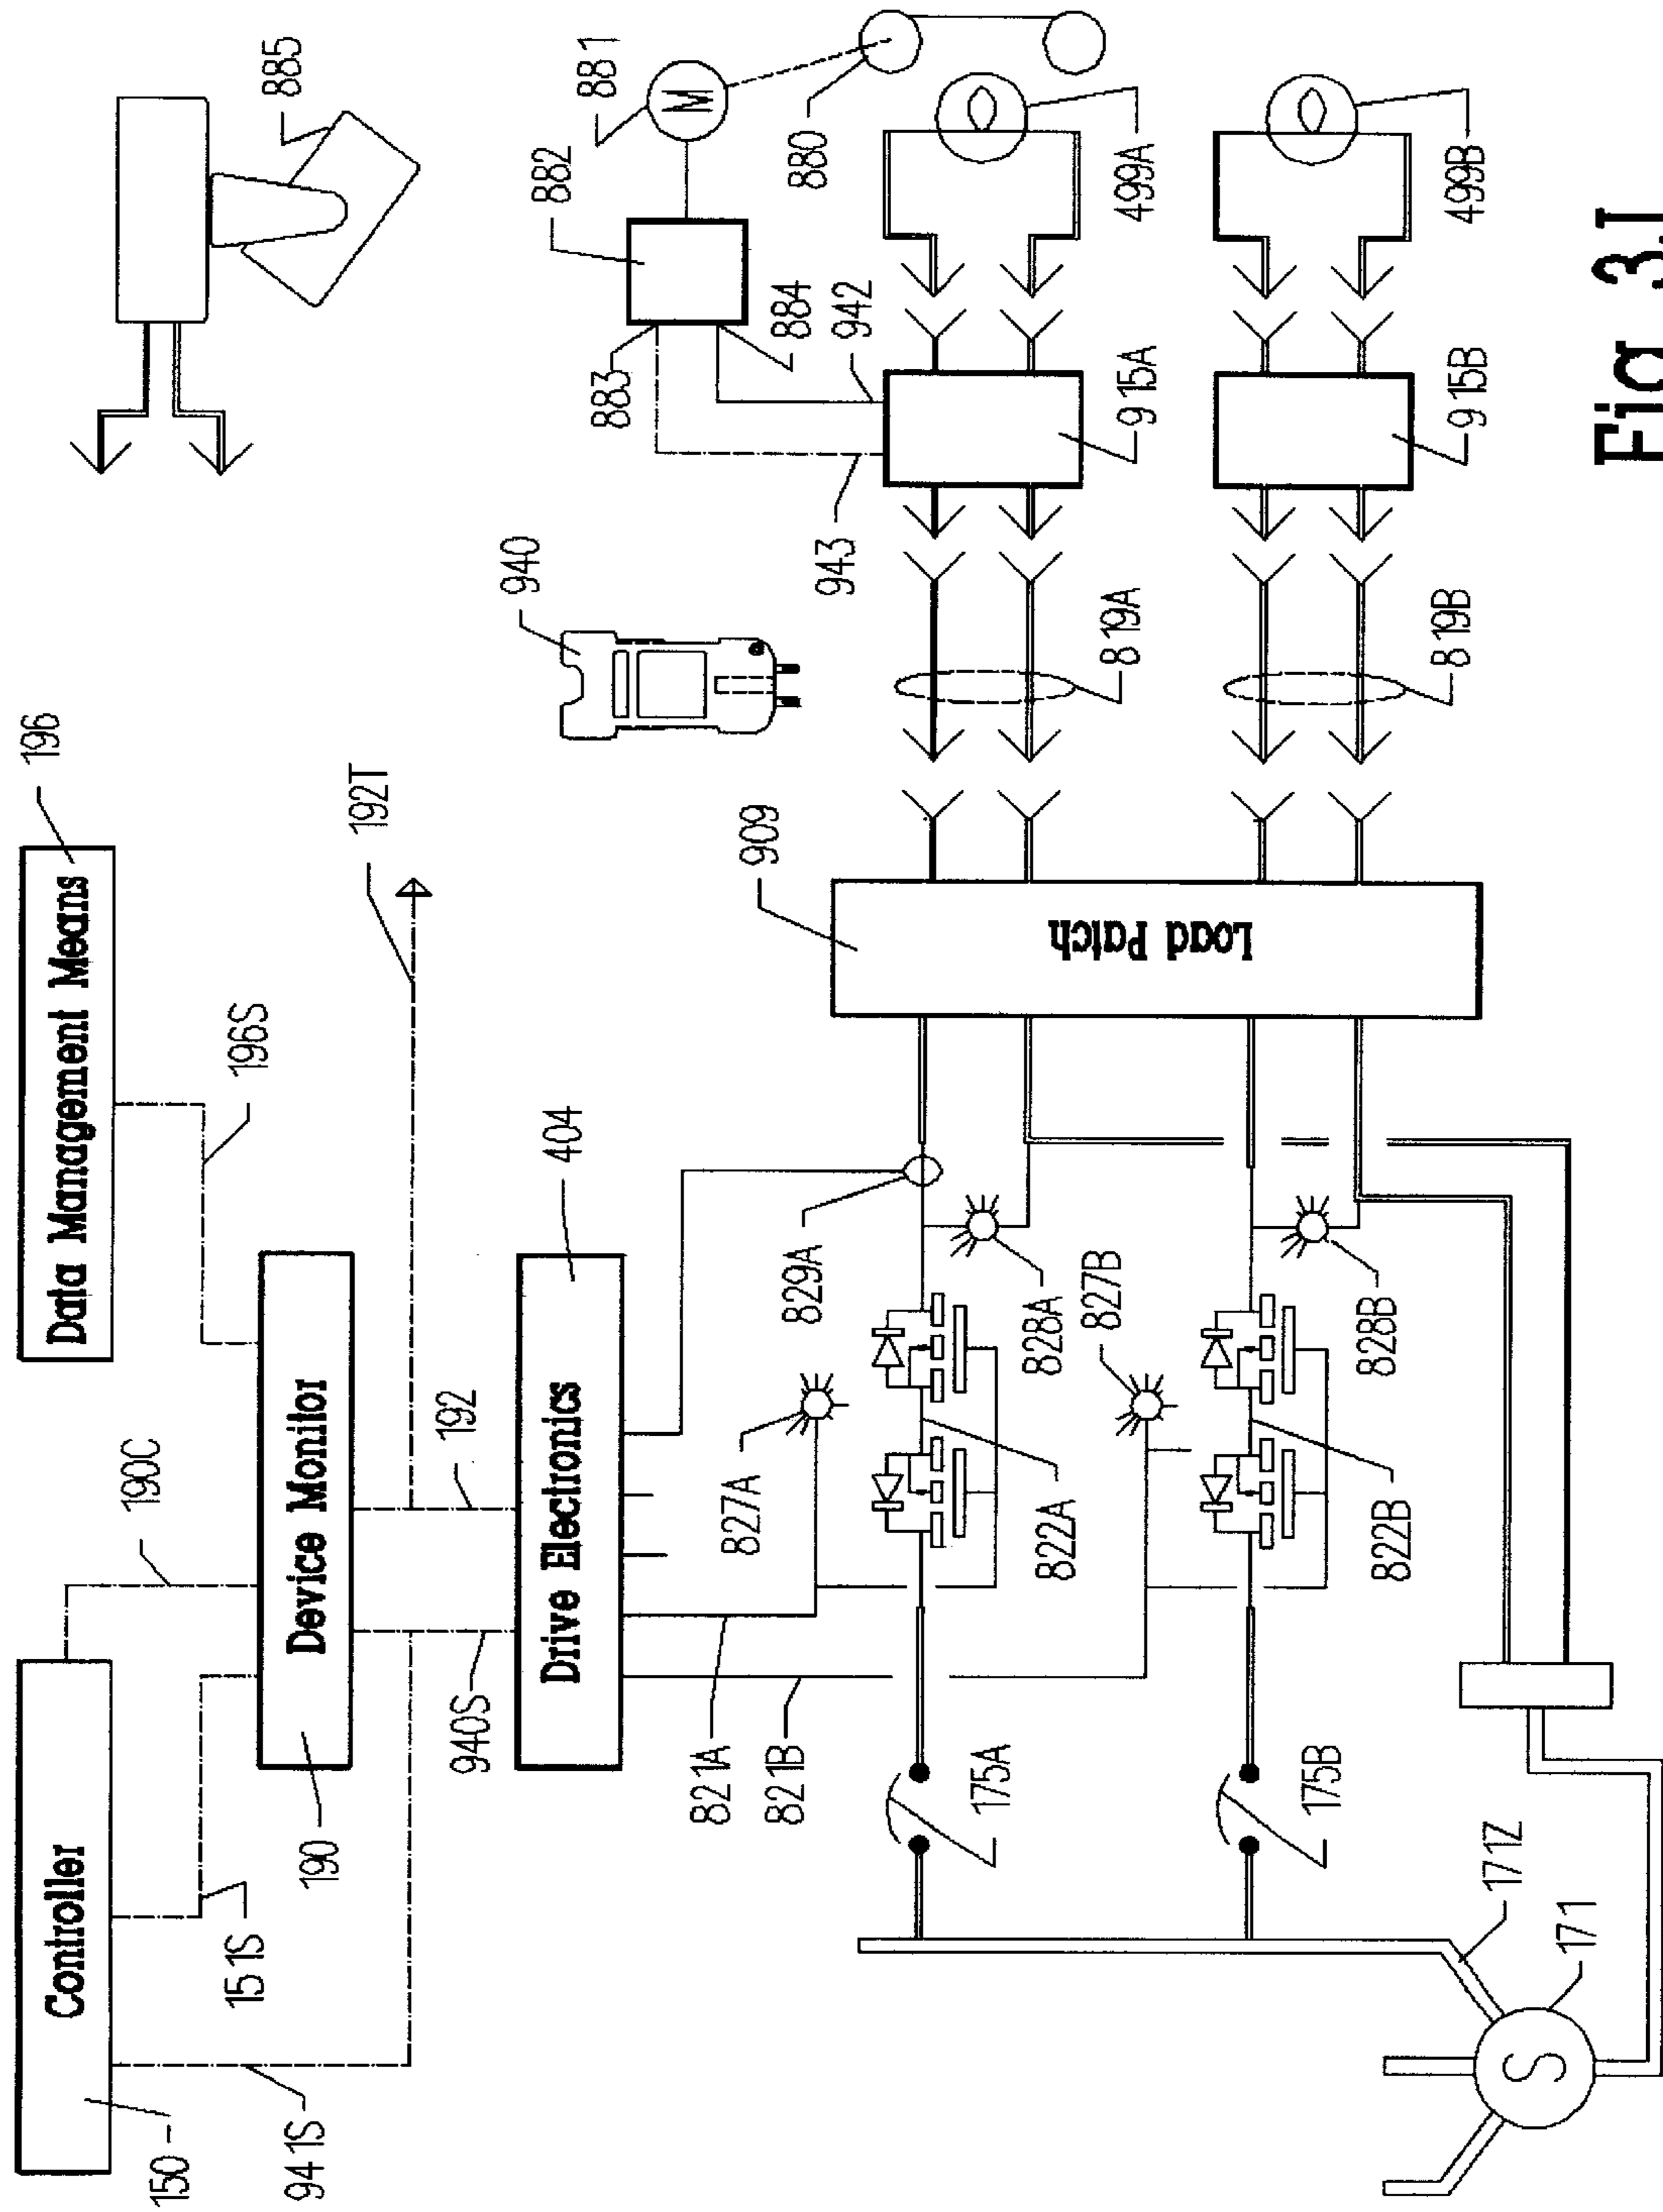 Controller
Data Management Means
196
885
150
941S
151S
190C
196S
190
Device Monitor
192T
940S
192
Drive Electronics
404
940
882
881
821A
821B
827A
829A
909
943
883
884
942
880
175A
822A
828A
827B
Load Patch
819A
915A
499A
175B
822B
828B
819B
915B
499B
171Z
171
S
M
Fig 3.I